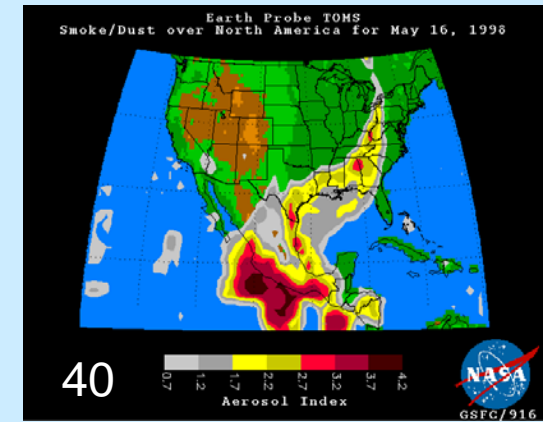 Earth Probe TOMS
Smoke/Dust over North America for May 16, 1998
40
0.7 1.2 1.7 2.2 2.7 3.2 3.7 4.2
Aerosol Index
NASA
GSFC/916